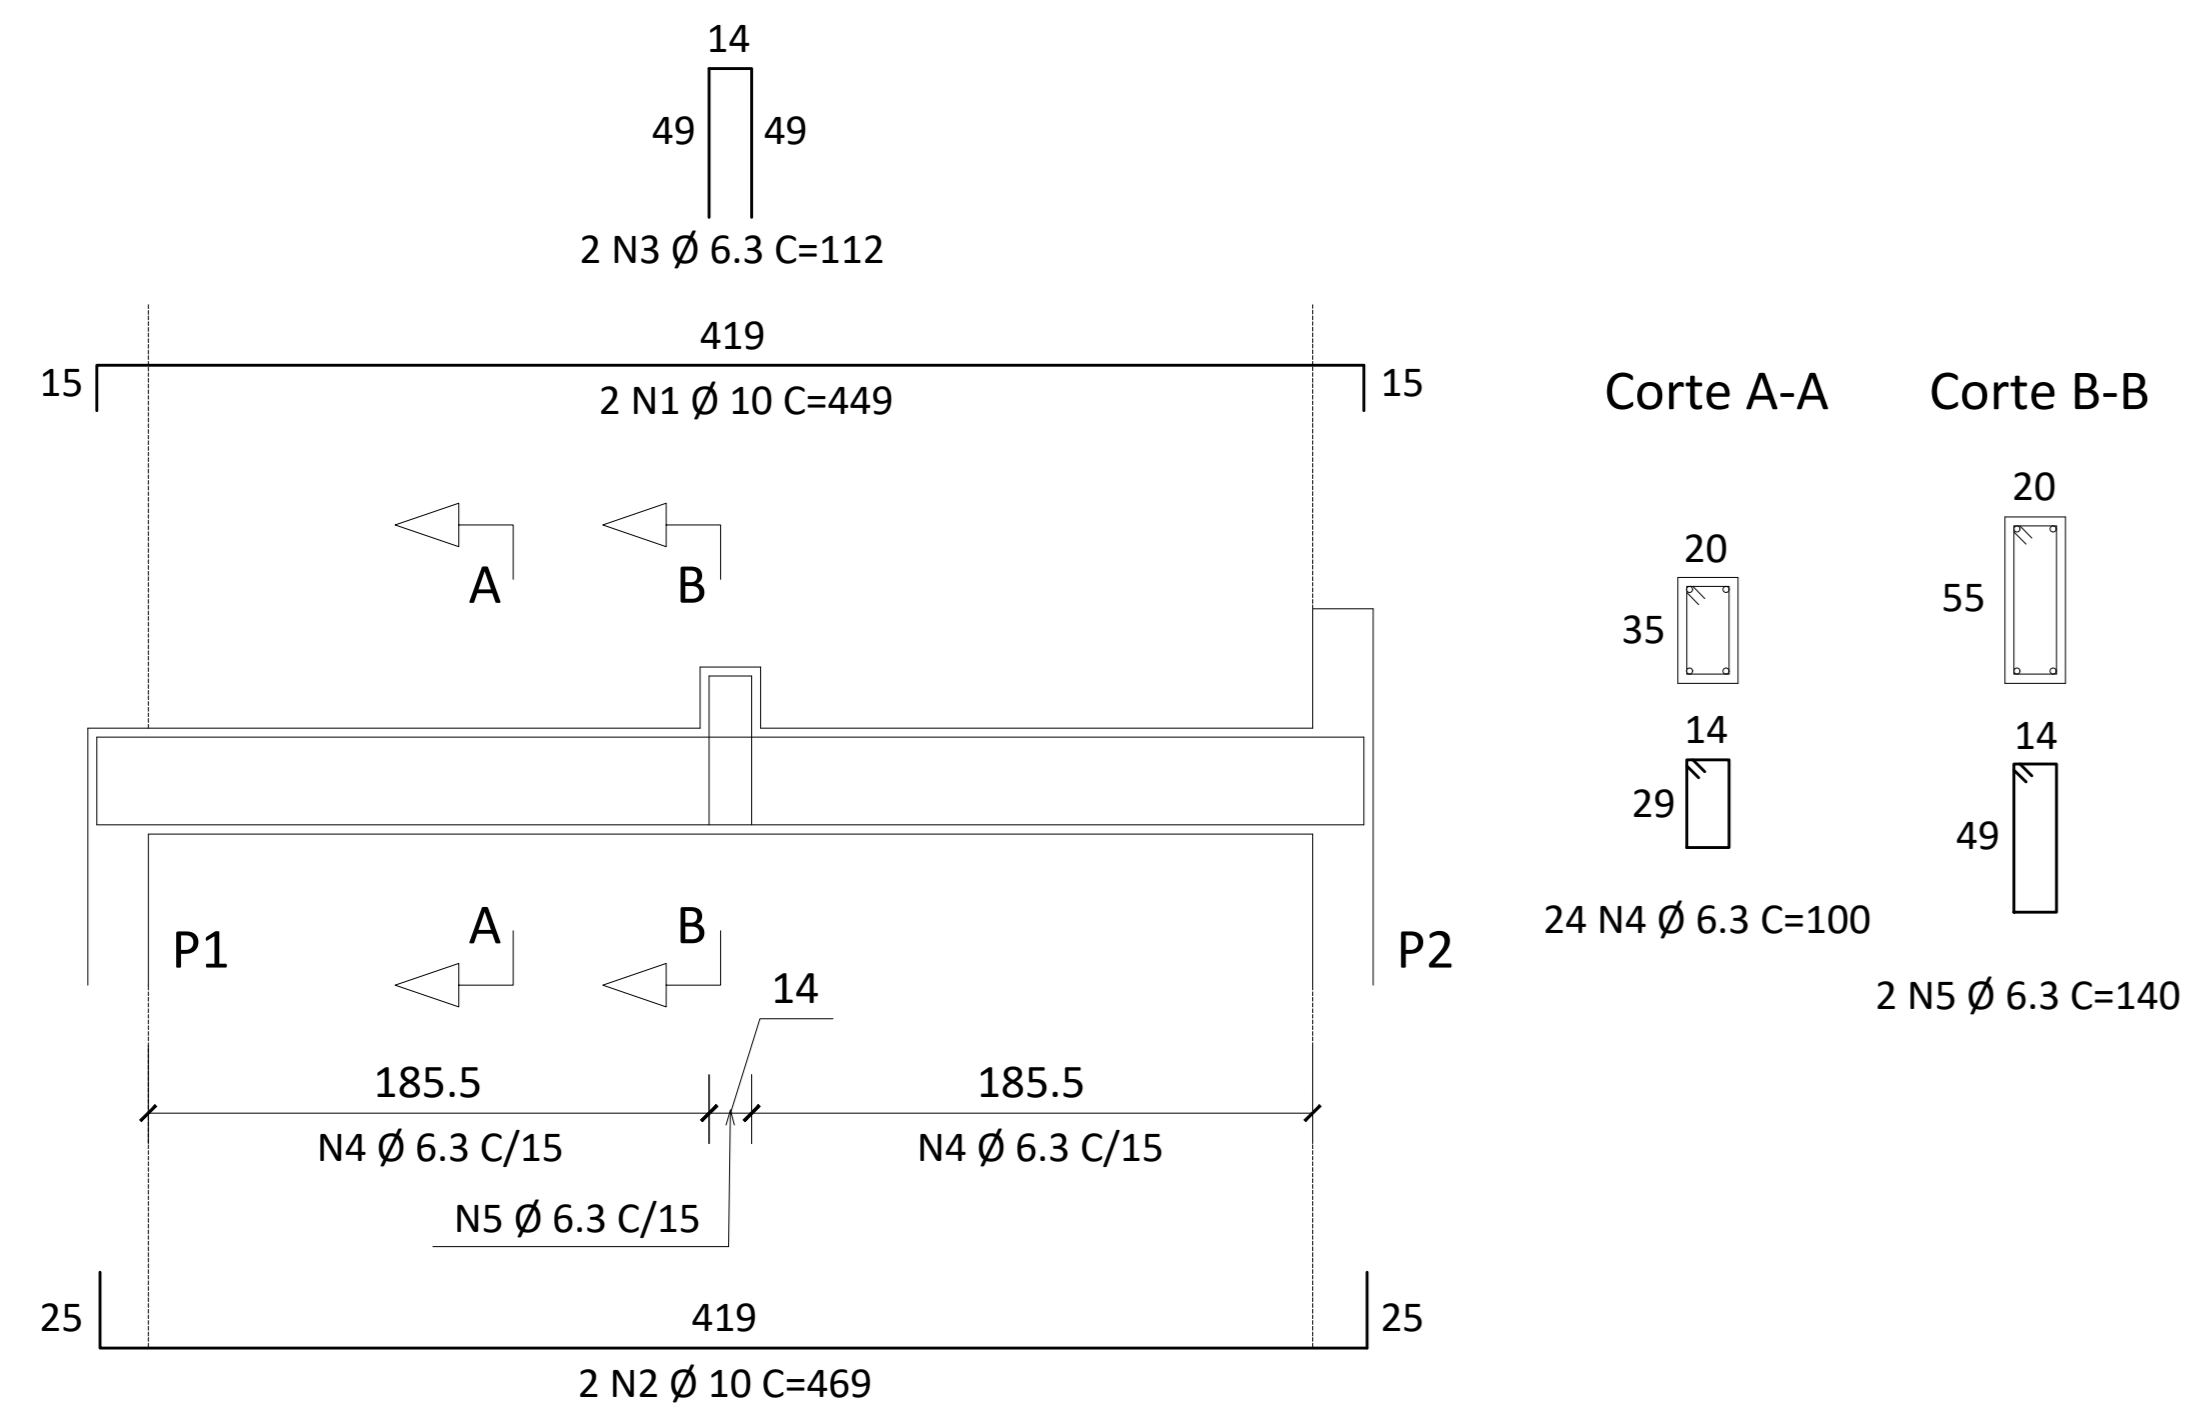 14
49 49
2 N3 Ø 6.3 C=112
419
15 15
2 N1 Ø 10 C=449
Corte A-A Corte B-B
A B
20
20
35
55
14
14
29
49
24 N4 Ø 6.3 C=100
2 N5 Ø 6.3 C=140
A B
P1 P2
14
185.5 185.5
N4 Ø 6.3 C/15 N4 Ø 6.3 C/15
N5 Ø 6.3 C/15
25 25
419
2 N2 Ø 10 C=469